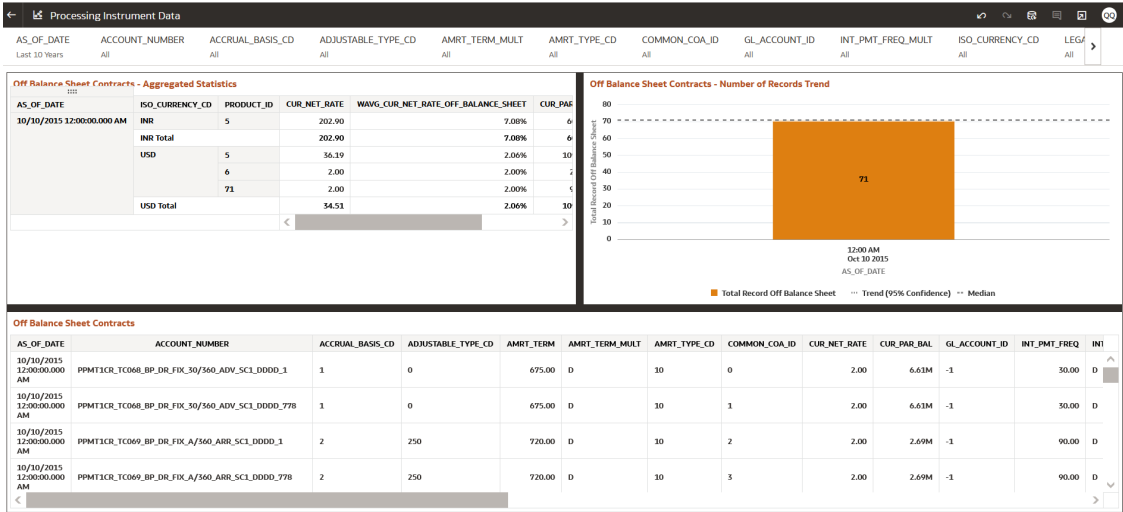 Processing Instrument Data
QQ
AS_OF_DATE ACCOUNT_NUMBER ACCRUAL_BASIS_CD ADJUSTABLE_TYPE_CD AMRT_TERM_MULT AMRT_TYPE_CD COMMON_COA_ID GL_ACCOUNT_ID INT_PMT_FREQ_MULT ISO_CURRENCY_CD LEGA
Last 10 Years All All All All All All All All All All
Off Balance Sheet Contracts - Aggregated Statistics
AS_OF_DATE ISO_CURRENCY_CD PRODUCT_ID CUR_NET_RATE WAVG_CUR_NET_RATE_OFF_BALANCE_SHEET CUR_PAR
10/10/2015 12:00:00.000 AM INR 5 202.90 7.08% 6
INR Total 202.90 7.08% 6
USD 5 36.19 2.06% 10
6 2.00 2.00% 2
71 2.00 2.00% 9
USD Total 34.51 2.06% 10
Off Balance Sheet Contracts - Number of Records Trend
Total Record Off Balance Sheet
80
70
60
50
40
30
20
10
0
71
12:00 AM
Oct 10 2015
AS_OF_DATE
Total Record Off Balance Sheet Trend (95% Confidence) Median
Off Balance Sheet Contracts
AS_OF_DATE ACCOUNT_NUMBER ACCRUAL_BASIS_CD ADJUSTABLE_TYPE_CD AMRT_TERM AMRT_TERM_MULT AMRT_TYPE_CD COMMON_COA_ID CUR_NET_RATE CUR_PAR_BAL GL_ACCOUNT_ID INT_PMT_FREQ INT
10/10/2015
12:00:00.000 PPMT1CR_TC068_BP_DR_FIX_30/360_ADV_SC1_DDDD_1 1 0 675.00 D 10 0 2.00 6.61M -1 30.00 D
AM
10/10/2015
12:00:00.000 PPMT1CR_TC068_BP_DR_FIX_30/360_ADV_SC1_DDDD_778 1 0 675.00 D 10 1 2.00 6.61M -1 30.00 D
AM
10/10/2015
12:00:00.000 PPMT1CR_TC069_BP_DR_FIX_A/360_ARR_SC1_DDDD_1 2 250 720.00 D 10 2 2.00 2.69M -1 90.00 D
AM
10/10/2015
12:00:00.000 PPMT1CR_TC069_BP_DR_FIX_A/360_ARR_SC1_DDDD_778 2 250 720.00 D 10 3 2.00 2.69M -1 90.00 D
AM